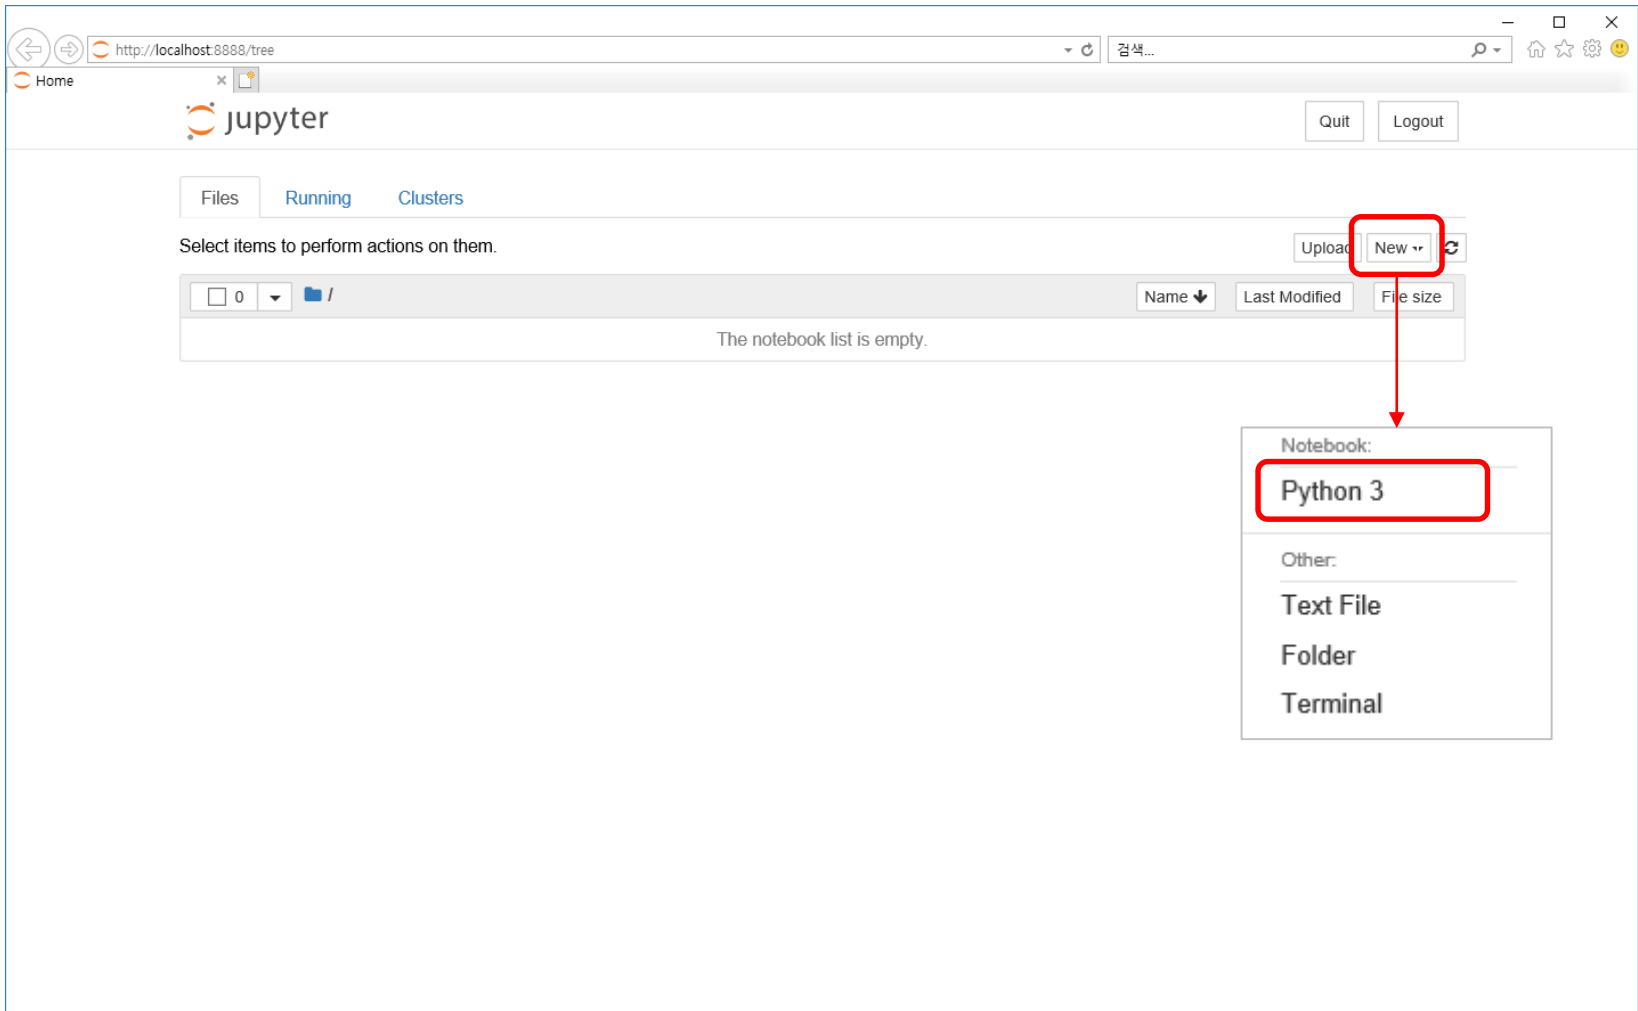 http://localhost:8888/tree
검색...
Home
jupyter
Quit
Logout
Files
Running
Clusters
Select items to perform actions on them.
Upload
New
0
/
Name
Last Modified
File size
The notebook list is empty.
Notebook:
Python 3
Other:
Text File
Folder
Terminal